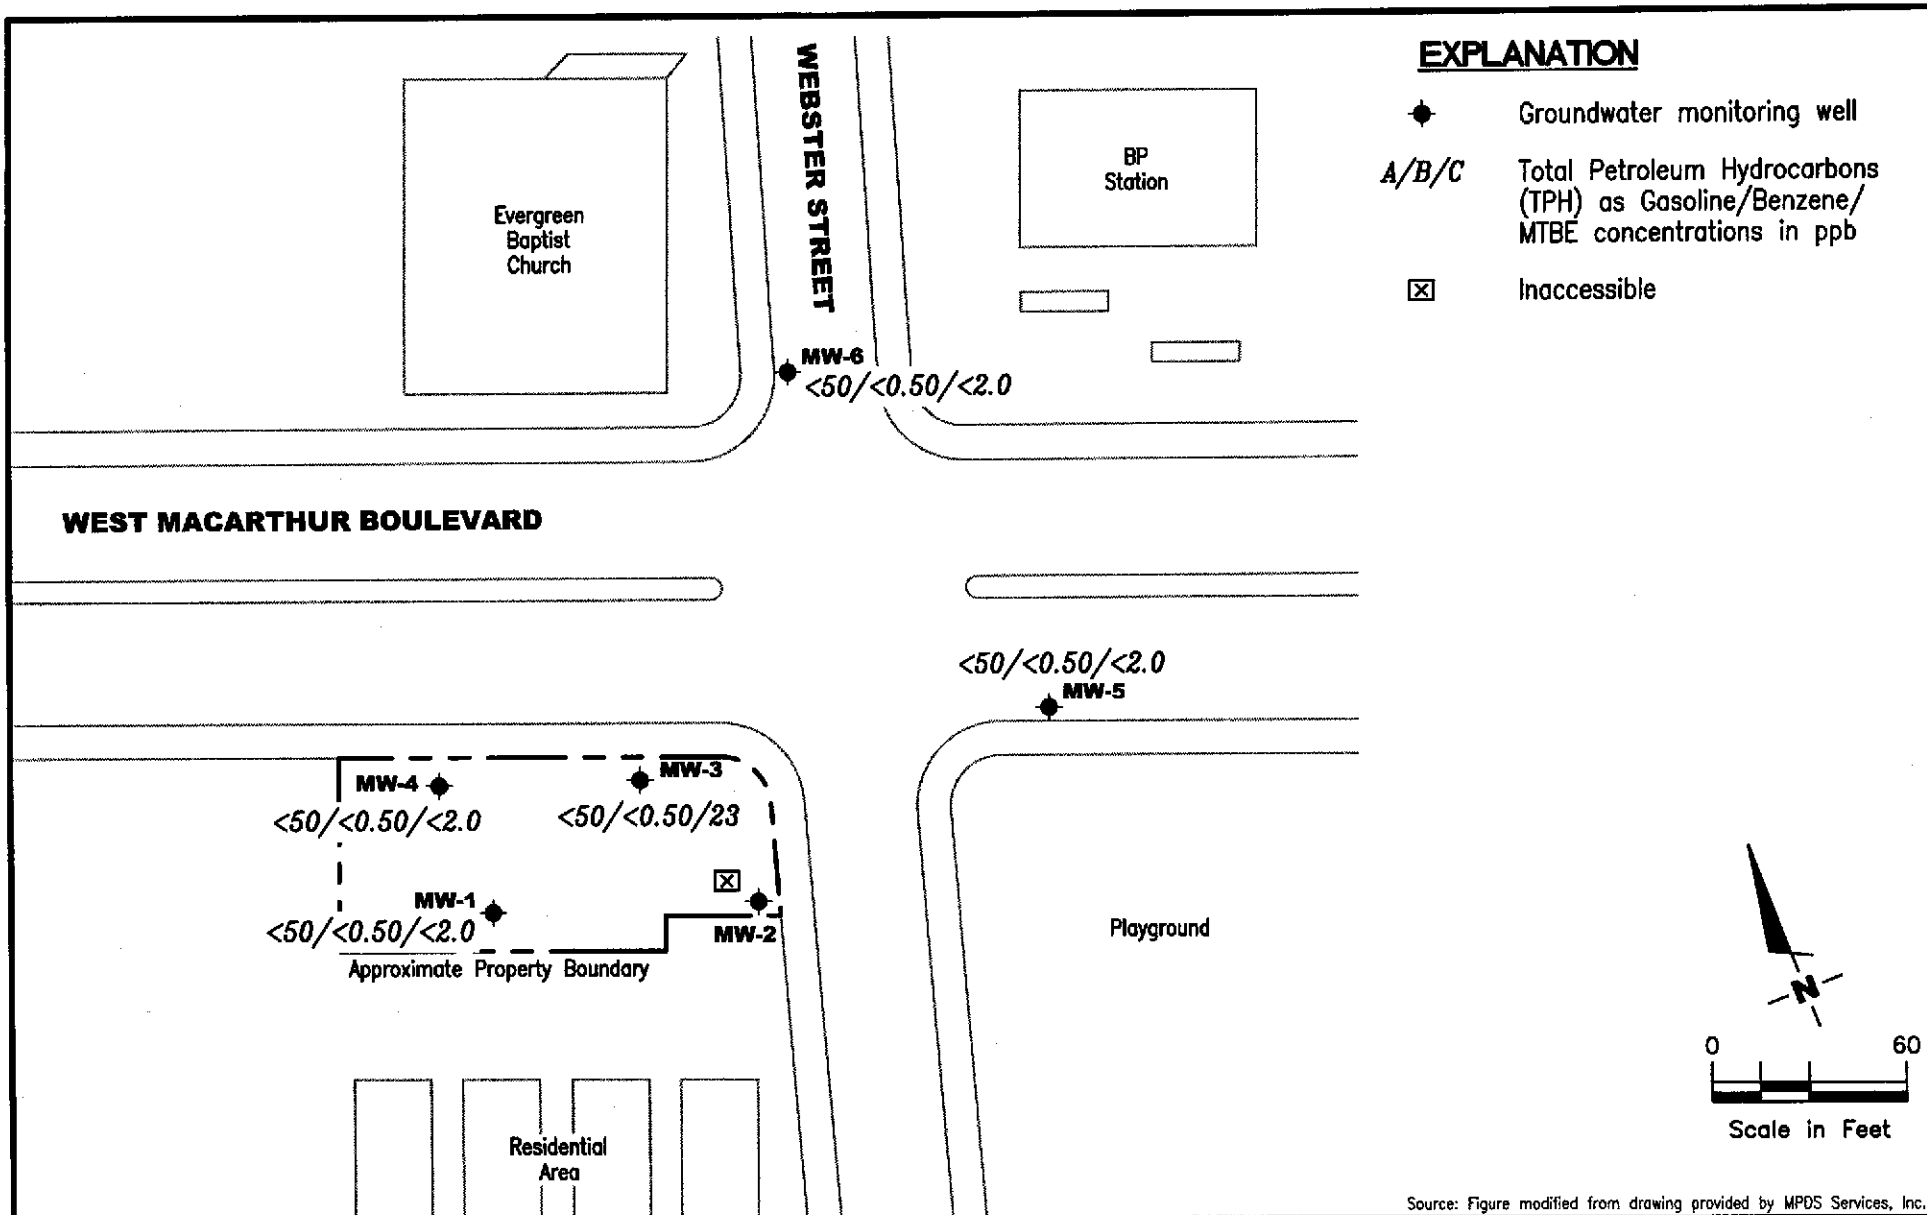 EXPLANATION
Groundwater monitoring well
A/B/C
Total Petroleum Hydrocarbons
(TPH) as Gasoline/Benzene/
MTBE concentrations in ppb
Inaccessible
WEBSTER STREET
Evergreen
Baptist
Church
BP
Station
MW-6
<50/<0.50/<2.0
WEST MACARTHUR BOULEVARD
<50/<0.50/<2.0
MW-5
MW-4
<50/<0.50/<2.0
MW-3
<50/<0.50/23
MW-1
<50/<0.50/<2.0
MW-2
Approximate Property Boundary
Playground
Residential
Area
N
0 60
Scale in Feet
Source: Figure modified from drawing provided by MPDS Services, Inc.